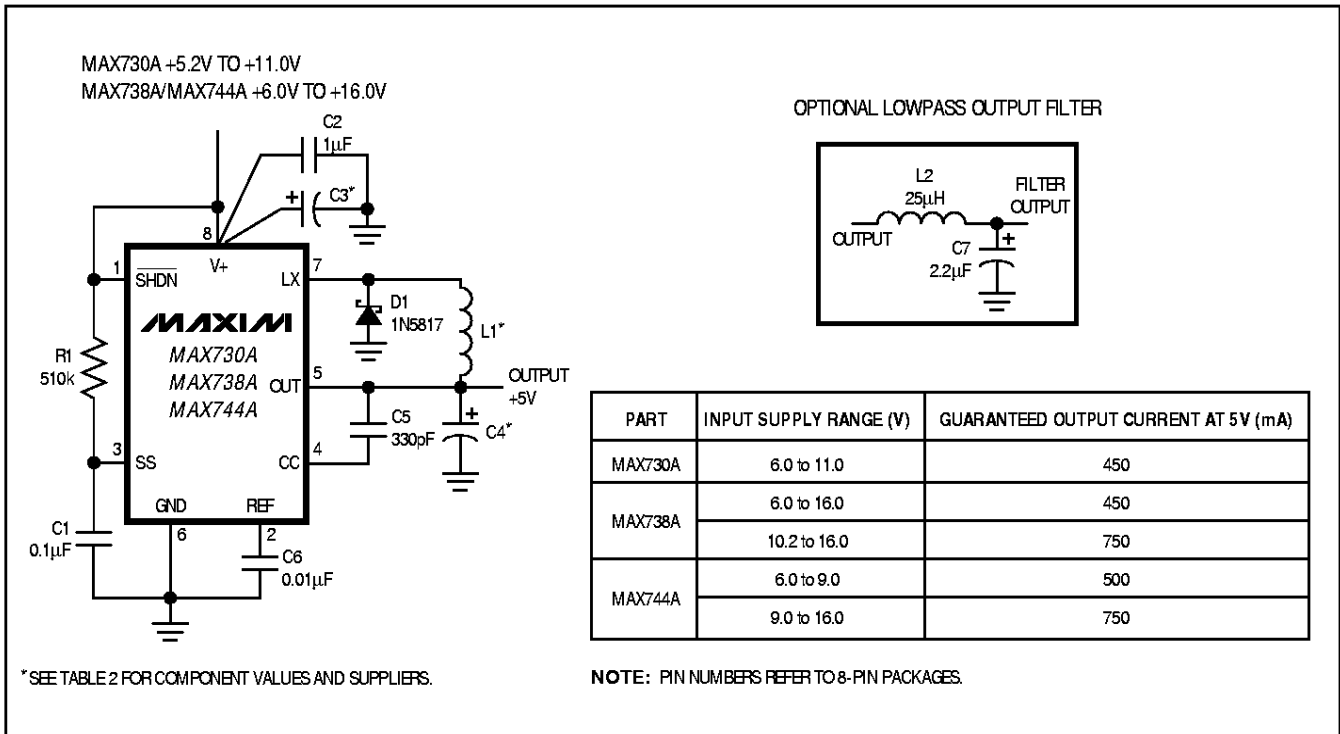 MAX730A +5.2V TO +11.0V
MAX738A/MAX744A +6.0V TO +16.0V
C2
1µF
+
C3*
8
V+
1
SHDN
LX
7
MAXIM
MAX730A
MAX738A
MAX744A
D1
1N5817
L1*
R1
510k
OUT
5
OUTPUT
+5V
C5
330pF
+
C4*
3
SS
CC
4
GND
REF
6
2
C1
0.1µF
C6
0.01µF
*SEE TABLE 2 FOR COMPONENT VALUES AND SUPPLIERS.
OPTIONAL LOWPASS OUTPUT FILTER
L2
25µH
FILTER
OUTPUT
OUTPUT
C7
2.2µF
+
PART INPUT SUPPLY RANGE (V) GUARANTEED OUTPUT CURRENT AT 5V (mA)
MAX730A 6.0 to 11.0 450
MAX738A 6.0 to 16.0 450
10.2 to 16.0 750
MAX744A 6.0 to 9.0 500
9.0 to 16.0 750
NOTE: PIN NUMBERS REFER TO 8-PIN PACKAGES.